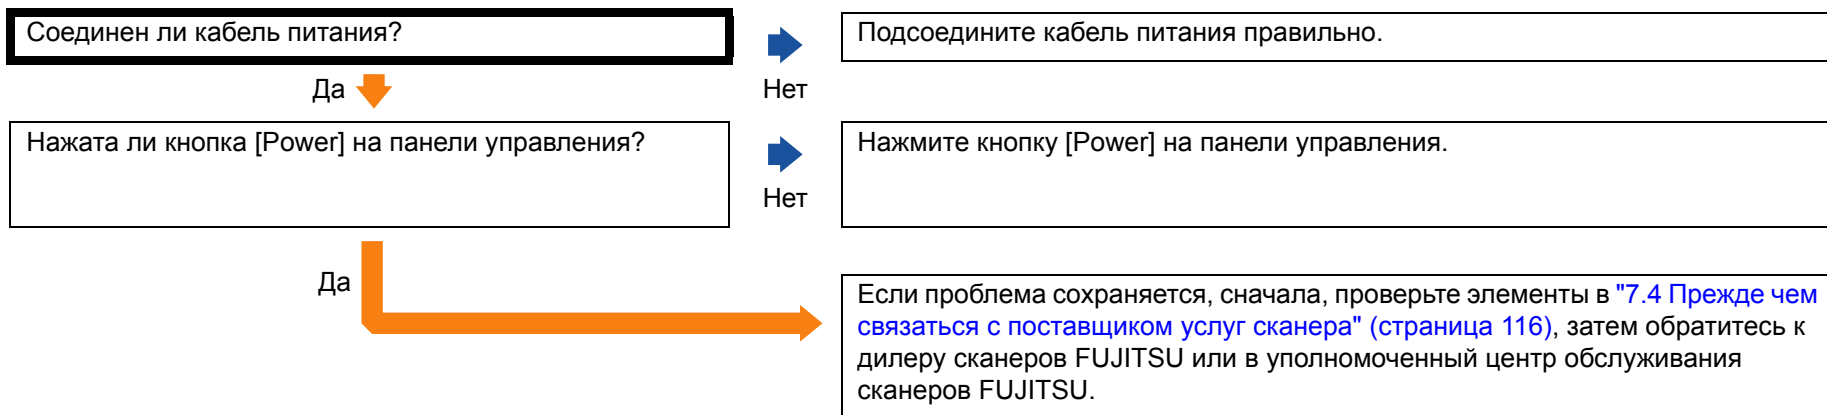 Соединен ли кабель питания?
Подсоедините кабель питания правильно.
Да
Нет
Нажата ли кнопка [Power] на панели управления?
Нажмите кнопку [Power] на панели управления.
Нет
Да
Если проблема сохраняется, сначала, проверьте элементы в "7.4 Прежде чем
связаться с поставщиком услуг сканера" (страница 116), затем обратитесь к
дилеру сканеров FUJITSU или в уполномоченный центр обслуживания
сканеров FUJITSU.